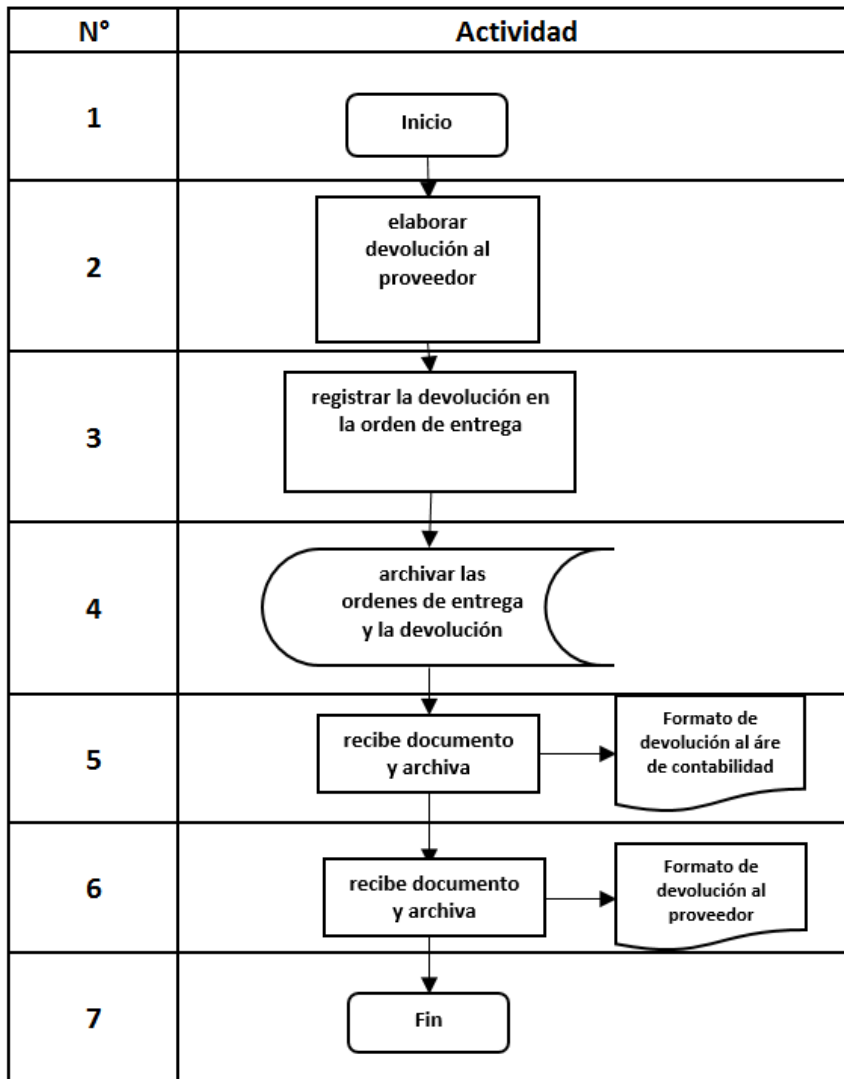 N° Actividad
1
Inicio
2
elaborar
devolución al
proveedor
3
registrar la devolución en
la orden de entrega
4
archivar las
ordenes de entrega
y la devolución
5
recibe documento
y archiva
Formato de
devolución al áre
de contabilidad
6
recibe documento
y archiva
Formato de
devolución al
proveedor
7
Fin